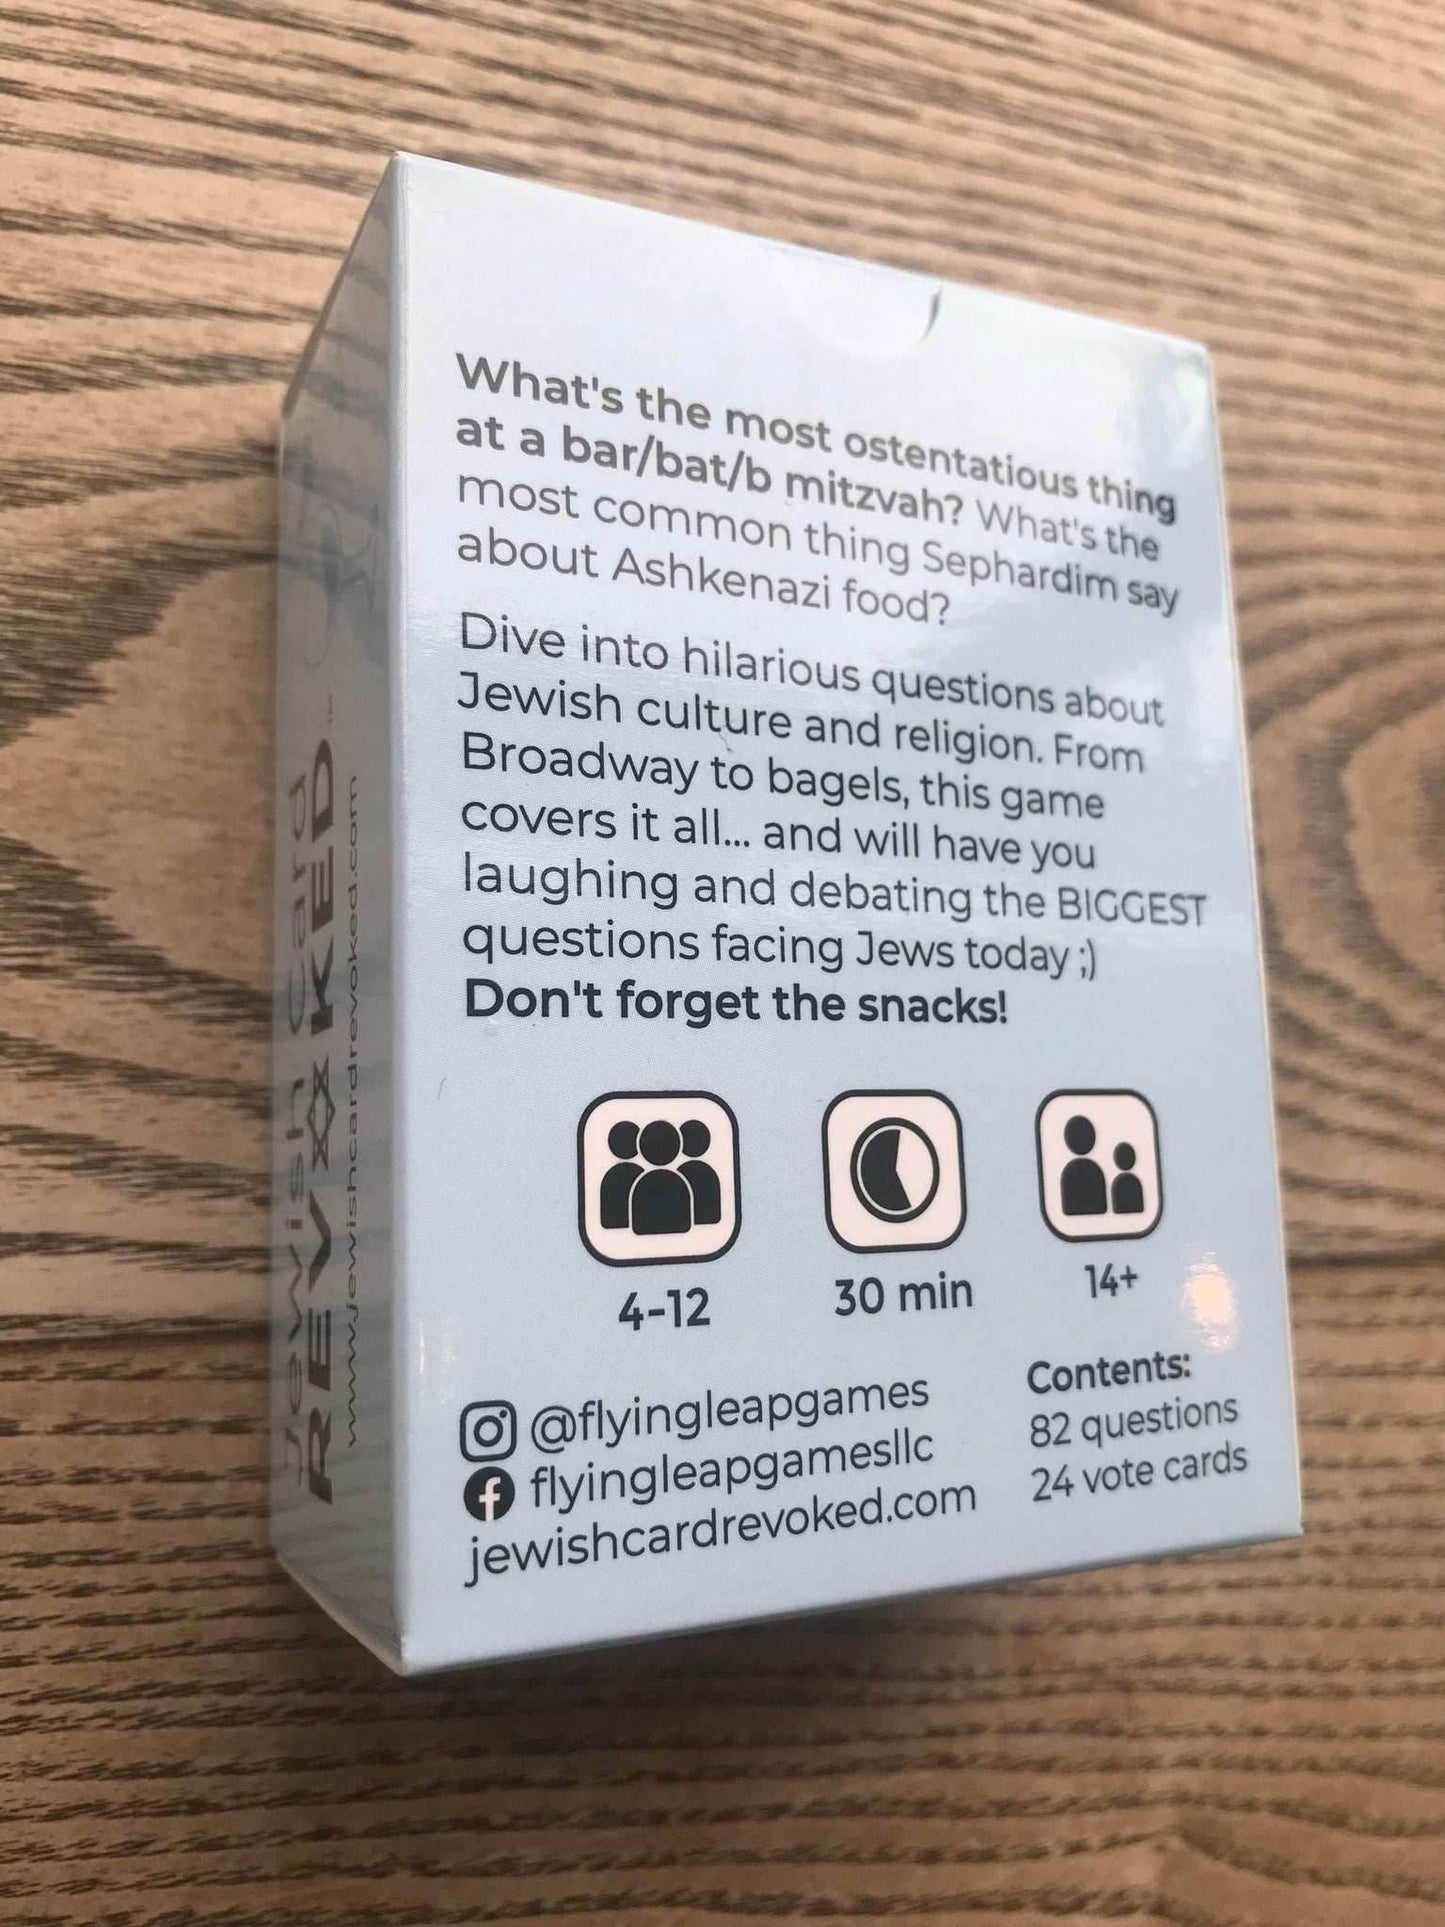 What's the most ostentatious thing
at a bar/bat/b mitzvah? What's the
most common thing Sephardim say
about Ashkenazi food?
Dive into hilarious questions about
Jewish culture and religion. From
Broadway to bagels, this game
covers it all... and will have you
laughing and debating the BIGGEST
questions facing Jews today ;)
Don't forget the snacks!
4-12
30 min
14+
@flyingleapgames
flyingleapgamesllc
jewishcardrevoked.com
Contents:
82 questions
24 vote cards
Jewish Card
REVOKED™
www.jewishcardrevoked.com